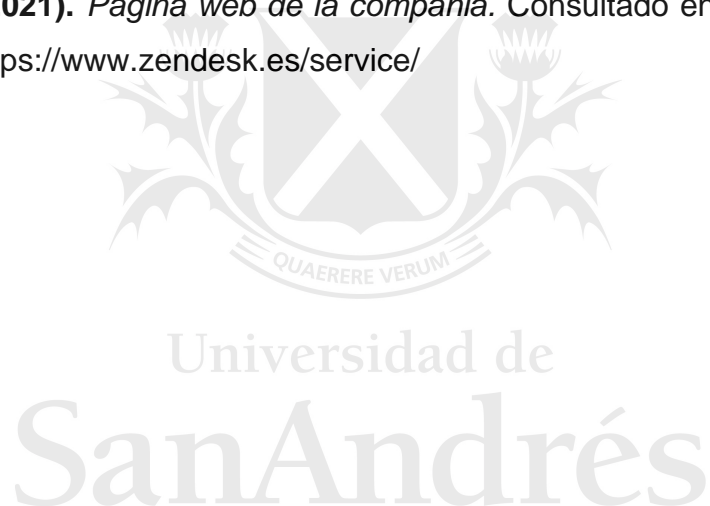 021). Página web de la compañía. Consultado en
ps://www.zendesk.es/service/
QUAERERE VERUM
Universidad de
SanAndrés